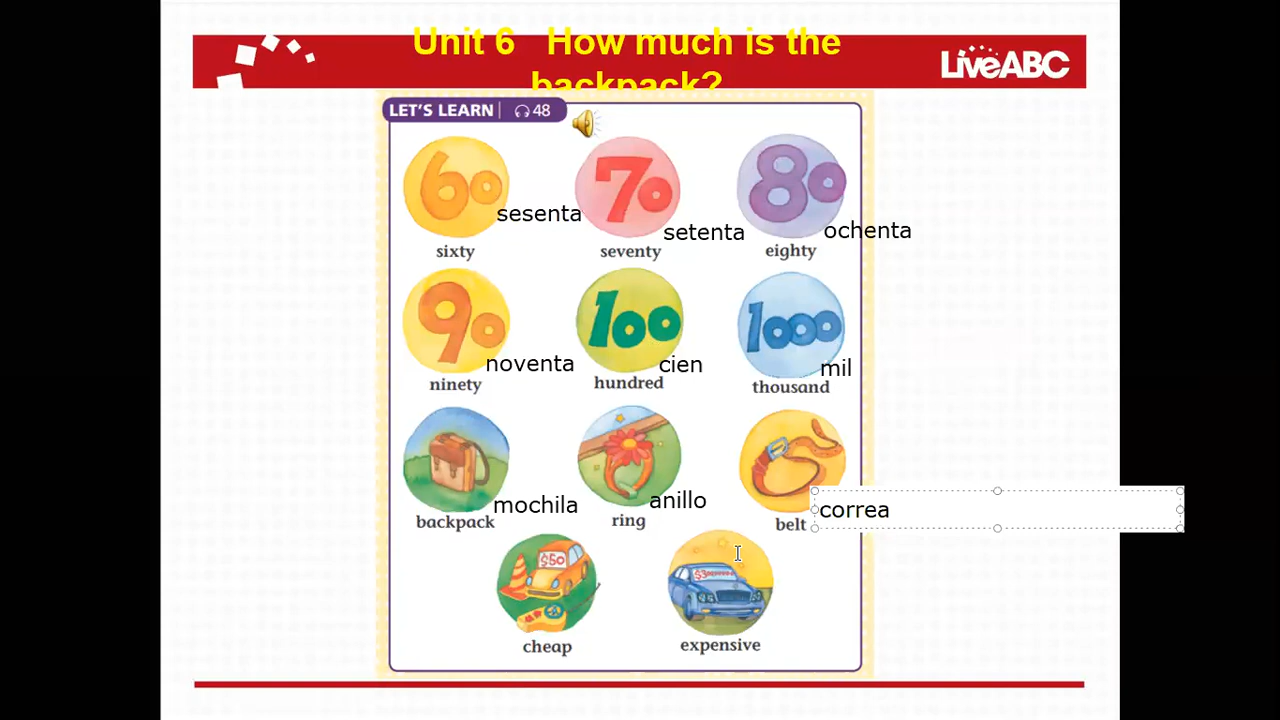 Unit 6 How much is the
backpack?
LiveABC
LET'S LEARN 48
60 70 80
sesenta setenta ochenta
sixty seventy eighty
90 100 1000
noventa cien mil
ninety hundred thousand
mochila anillo correa
backpack ring belt
$50
cheap expensive